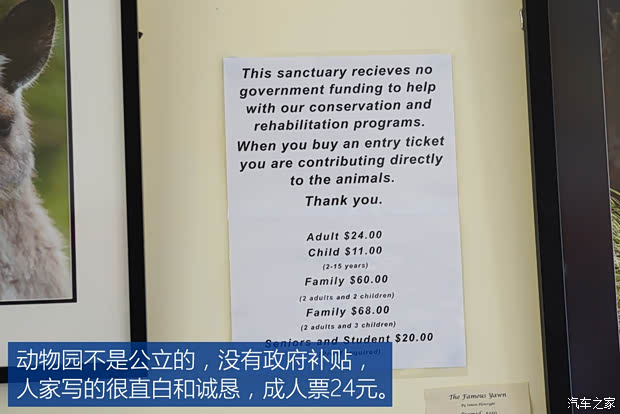 This sanctuary recieves no
government funding to help
with our conservation and
rehabilitation programs.
When you buy an entry ticket
you are contributing directly
to the animals.
Thank you.
Adult $24.00
Child $11.00
(2-15 years)
Family $60.00
(2 adults and 2 children)
Family $68.00
(2 adults and 3 children)
Seniors and Student $20.00
动物园不是公立的，没有政府补贴，
人家写的很直白和诚恳，成人票24元。
The Famous Yawn
汽车之家